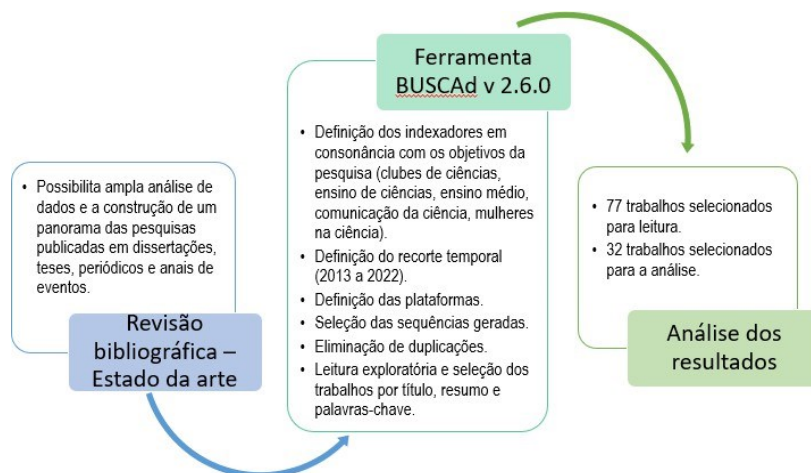 • Possibilita ampla análise de
dados e a construção de um
panorama das pesquisas
publicadas em dissertações,
teses, periódicos e anais de
eventos.
Revisão
bibliográfica –
Estado da arte
Ferramenta
BUSCAd v 2.6.0
• Definição dos indexadores em
consonância com os objetivos da
pesquisa (clubes de ciências,
ensino de ciências, ensino médio,
comunicação da ciência, mulheres
na ciência).
• Definição do recorte temporal
(2013 a 2022).
• Definição das plataformas.
• Seleção das sequências geradas.
• Eliminação de duplicações.
• Leitura exploratória e seleção dos
trabalhos por título, resumo e
palavras-chave.
• 77 trabalhos selecionados
para leitura.
• 32 trabalhos selecionados
para a análise.
Análise dos
resultados